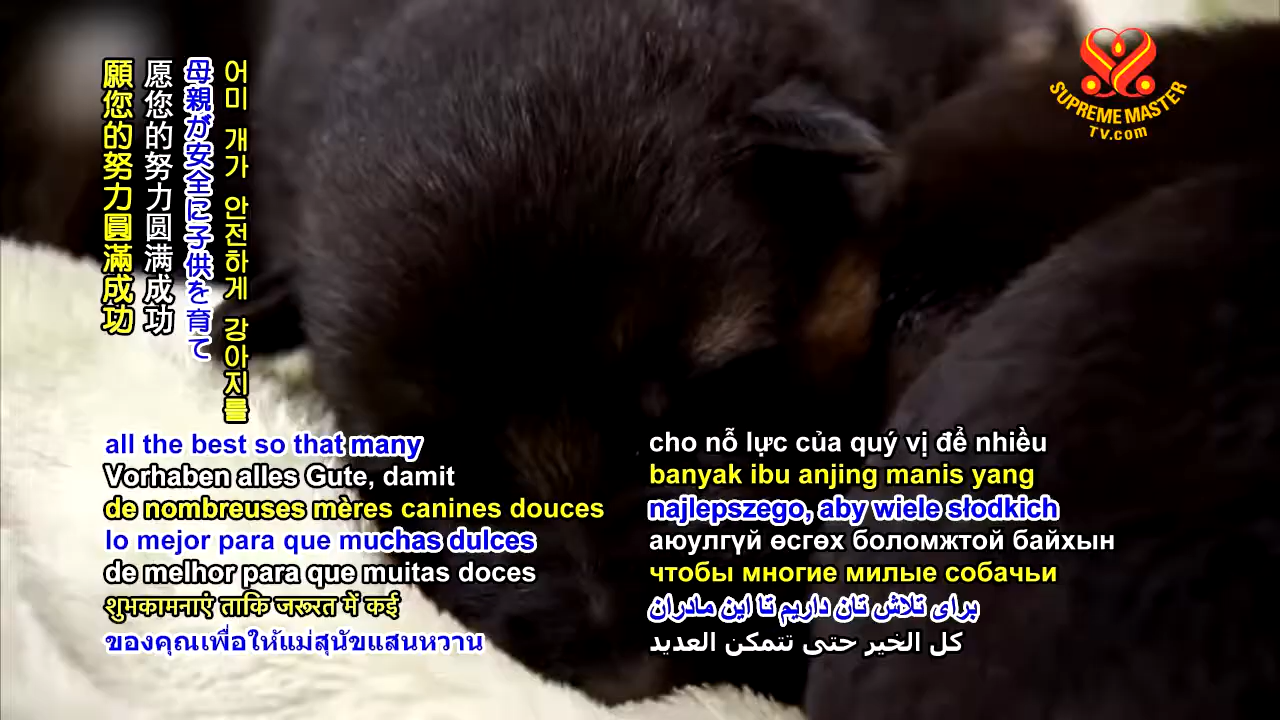 願您的努力圓滿成功
愿您的努力圆满成功
母親が安全に子供を育て
어미 개가 안전하게 강아지를
SUPREME MASTER
TV.com
all the best so that many
Vorhaben alles Gute, damit
de nombreuses mères canines douces
lo mejor para que muchas dulces
de melhor para que muitas doces
शुभकामनाएं ताकि जरूरत में कई
ของคุณเพื่อให้แม่สุนัขแสนหวาน
cho nỗ lực của quý vị để nhiều
banyak ibu anjing manis yang
najlepszego, aby wiele słodkich
аюулгүй өсгөх боломжтой байхын
чтобы многие милые собачьи
برای تلاش تان داریم تا این مادران
كل الخير حتى تتمكن العديد